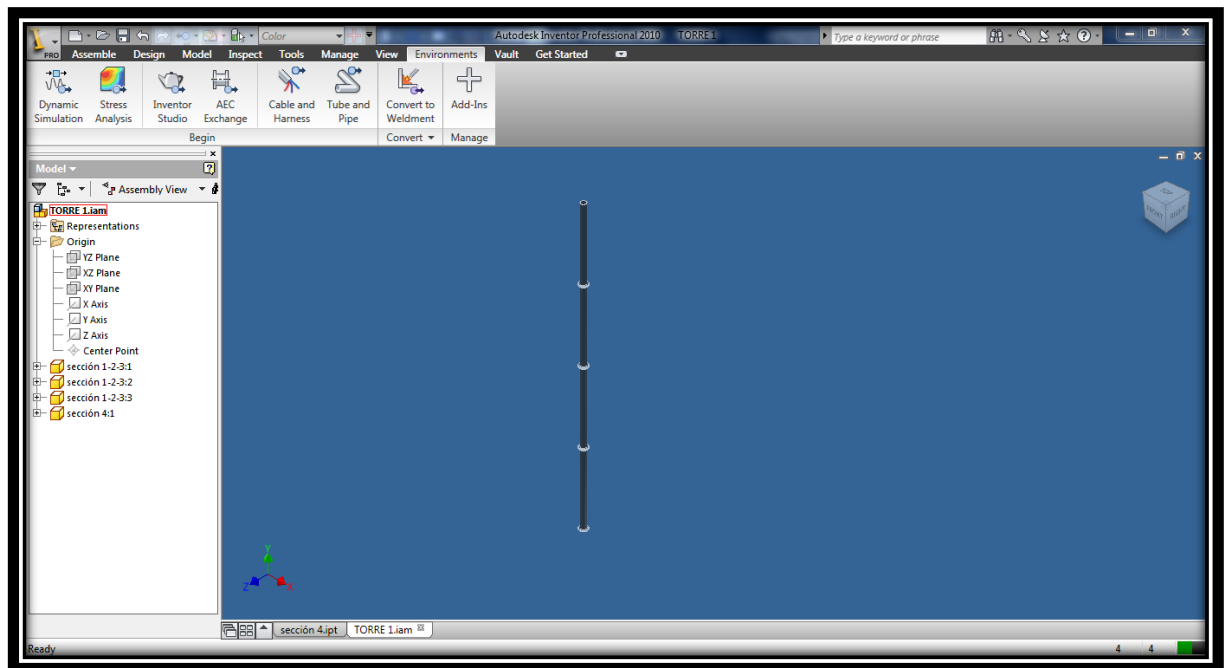 Color
Autodesk Inventor Professional 2010 TORRE 1
Type a keyword or phrase
PRO Assemble Design Model Inspect Tools Manage View Environments Vault Get Started
Dynamic Simulation
Stress Analysis
Inventor Studio
AEC Exchange
Cable and Harness
Tube and Pipe
Convert to Weldment
Add-Ins
Begin Convert Manage
Model
Assembly View
TORRE 1.iam
Representations
Origin
YZ Plane
XZ Plane
XY Plane
X Axis
Y Axis
Z Axis
Center Point
sección 1-2-3:1
sección 1-2-3:2
sección 1-2-3:3
sección 4:1
TOP
FRONT RIGHT
Y
Z X
sección 4.ipt TORRE 1.iam
Ready 4 4